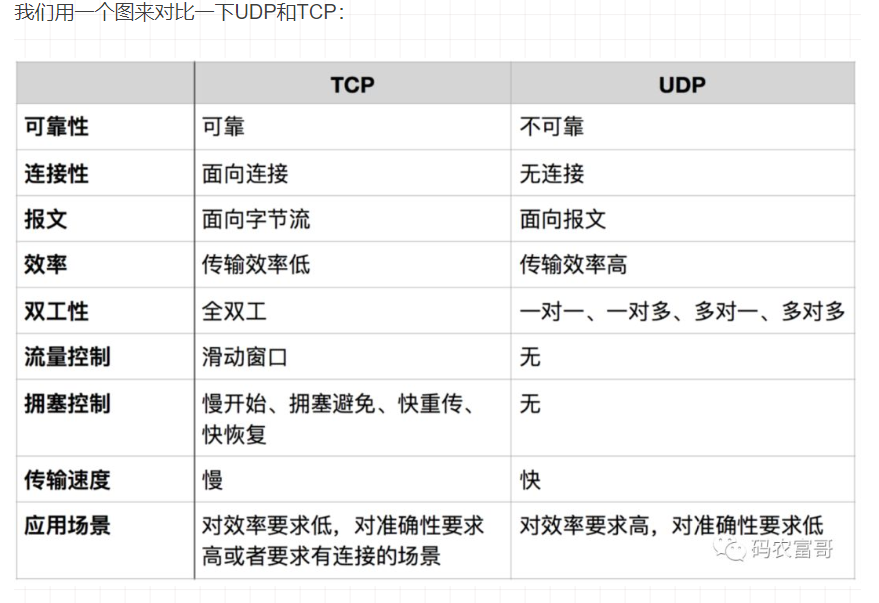 我们用一个图来对比一下UDP和TCP：
TCP UDP
可靠性 可靠 不可靠
连接性 面向连接 无连接
报文 面向字节流 面向报文
效率 传输效率低 传输效率高
双工性 全双工 一对一、一对多、多对一、多对多
流量控制 滑动窗口 无
拥塞控制 慢开始、拥塞避免、快重传、 无
快恢复
传输速度 慢 快
应用场景 对效率要求低，对准确性要求 对效率要求高，对准确性要求低
高或者要求有连接的场景
码农富哥